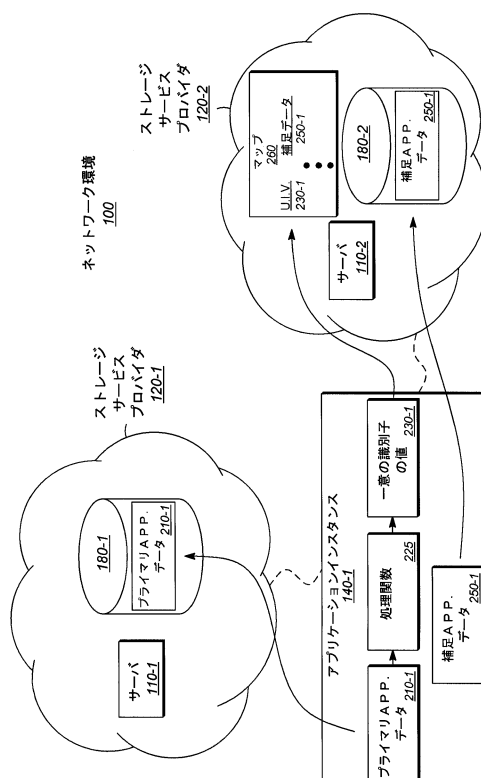 ネットワーク環境
100
ストレージ
サービス
プロバイダ
120-1
サーバ
110-1
180-1
プライマリAPP.
データ 210-1
ストレージ
サービス
プロバイダ
120-2
マップ
260
U.I.V. 補足データ
230-1 250-1
サーバ
110-2
180-2
補足APP.
データ 250-1
アプリケーションインスタンス
140-1
プライマリAPP.
データ 210-1
処理関数
225
一意の識別子
の値 230-1
補足APP.
データ 250-1